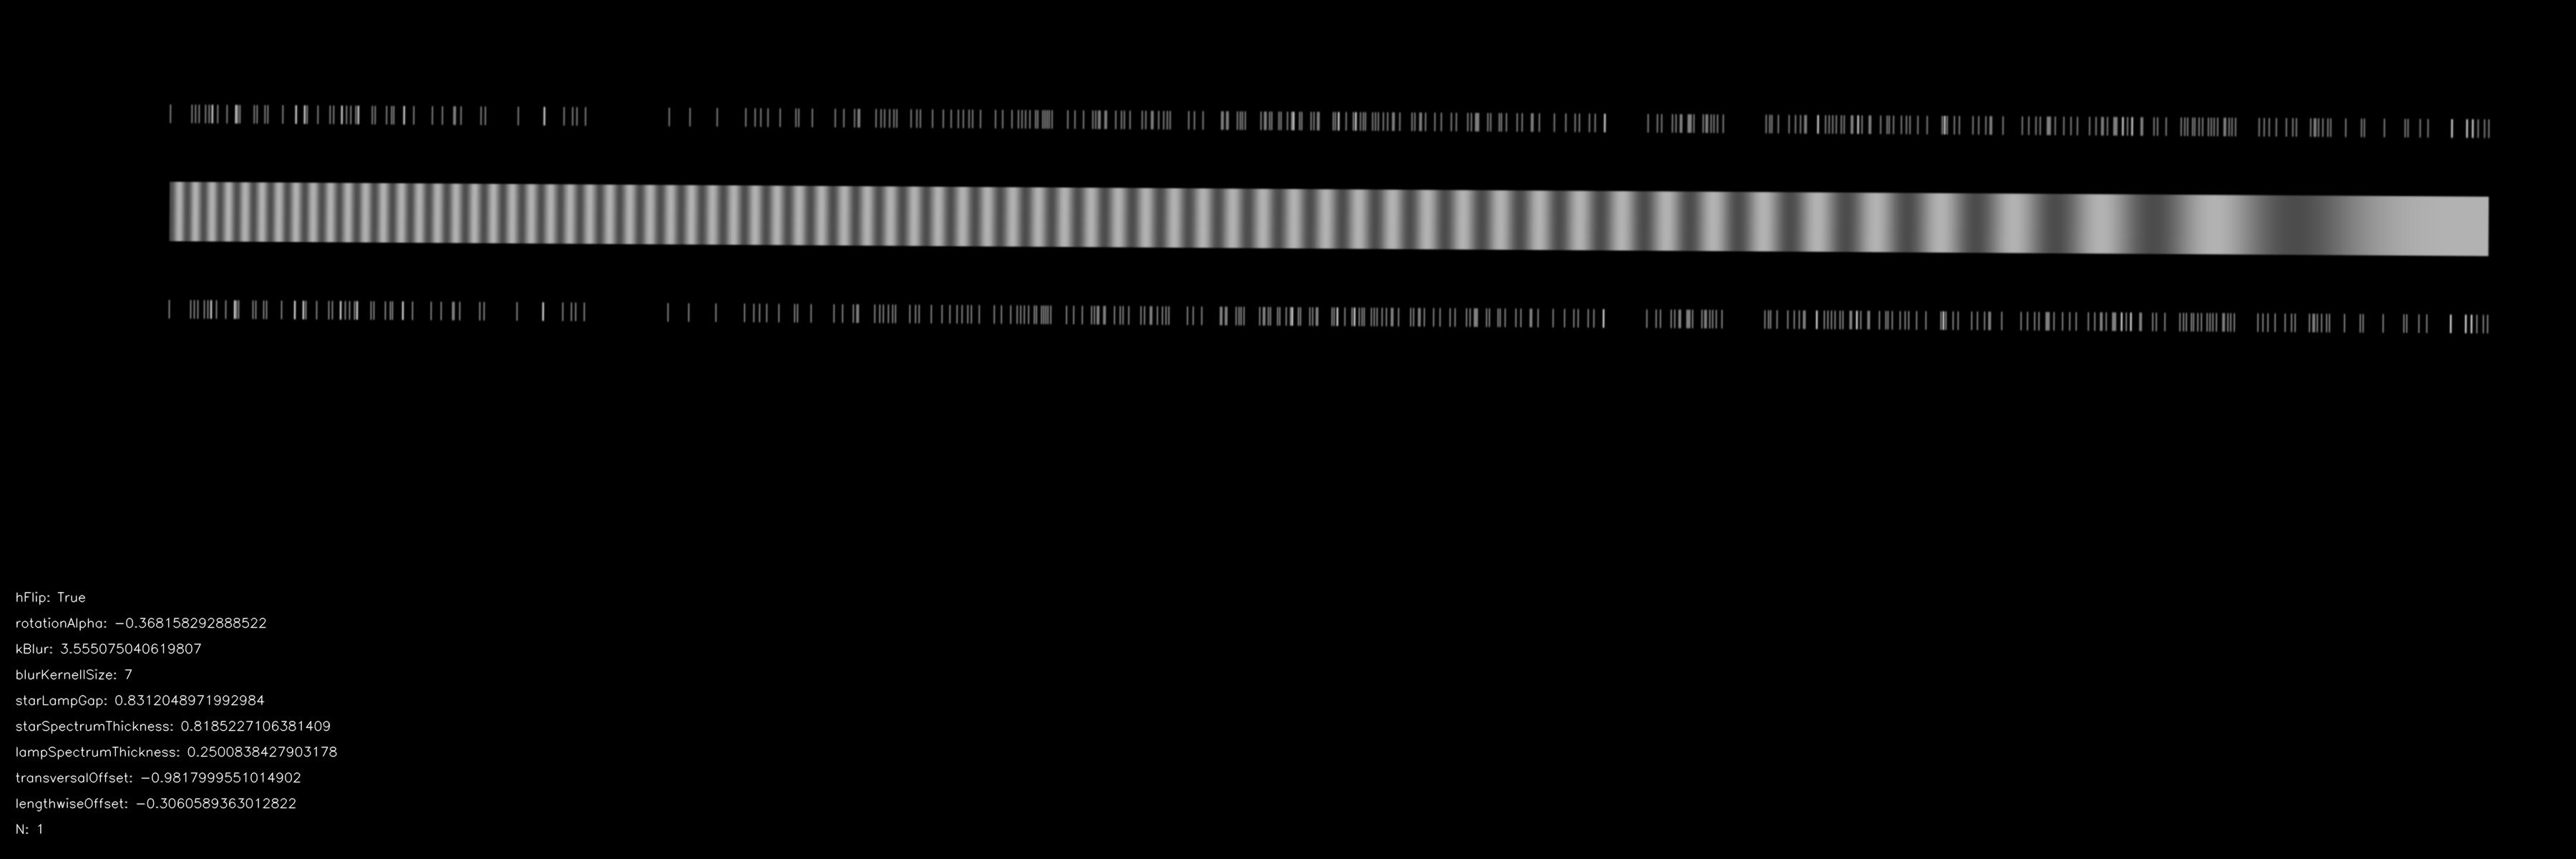 hFlip: True
rotationAlpha: −0.368158292888522
kBlur: 3.555075040619807
blurKernellSize: 7
starLampGap: 0.8312048971992984
starSpectrumThickness: 0.8185227106381409
lampSpectrumThickness: 0.2500838427903178
transversalOffset: −0.9817999551014902
lengthwiseOffset: −0.3060589363012822
N: 1